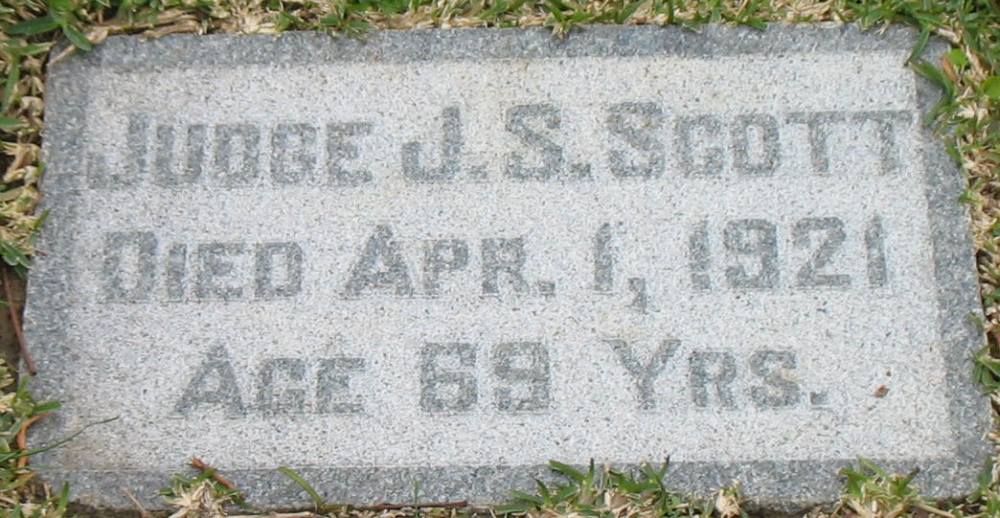 JUDGE J.S. SCOTT
DIED APR. 1, 1921
AGE 69 YRS.